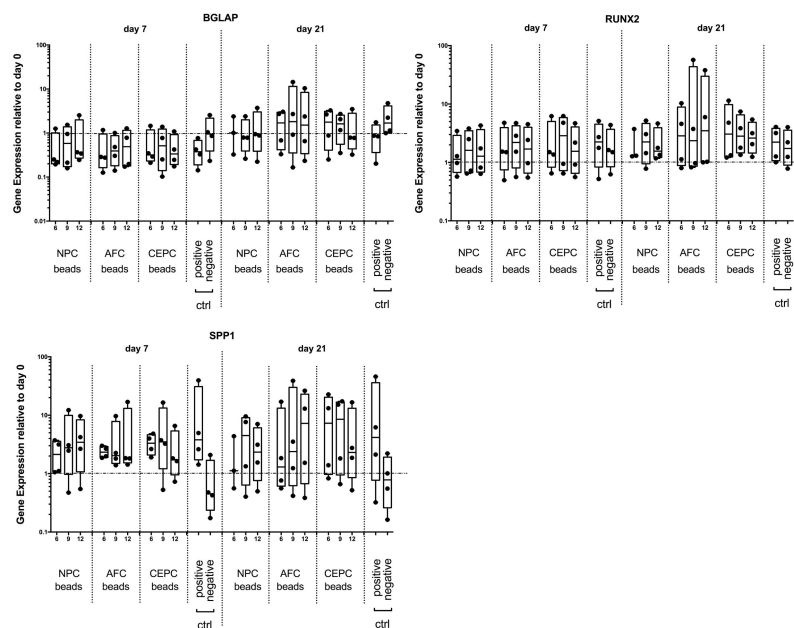 BGLAP
day 7 day 21
Gene Expression relative to day 0
100
10
1
0.1
0.01
6 9 12 6 9 12 6 9 12 6 9 12 6 9 12 6 9 12
NPC beads AFC beads CEPC beads positive negative NPC beads AFC beads CEPC beads positive negative
ctrl ctrl
RUNX2
day 7 day 21
Gene Expression relative to day 0
100
10
1
0.1
6 9 12 6 9 12 6 9 12 6 9 12 6 9 12 6 9 12
NPC beads AFC beads CEPC beads positive negative NPC beads AFC beads CEPC beads positive negative
ctrl ctrl
SPP1
day 7 day 21
Gene Expression relative to day 0
100
10
1
0.1
6 9 12 6 9 12 6 9 12 6 9 12 6 9 12 6 9 12
NPC beads AFC beads CEPC beads positive negative NPC beads AFC beads CEPC beads positive negative
ctrl ctrl